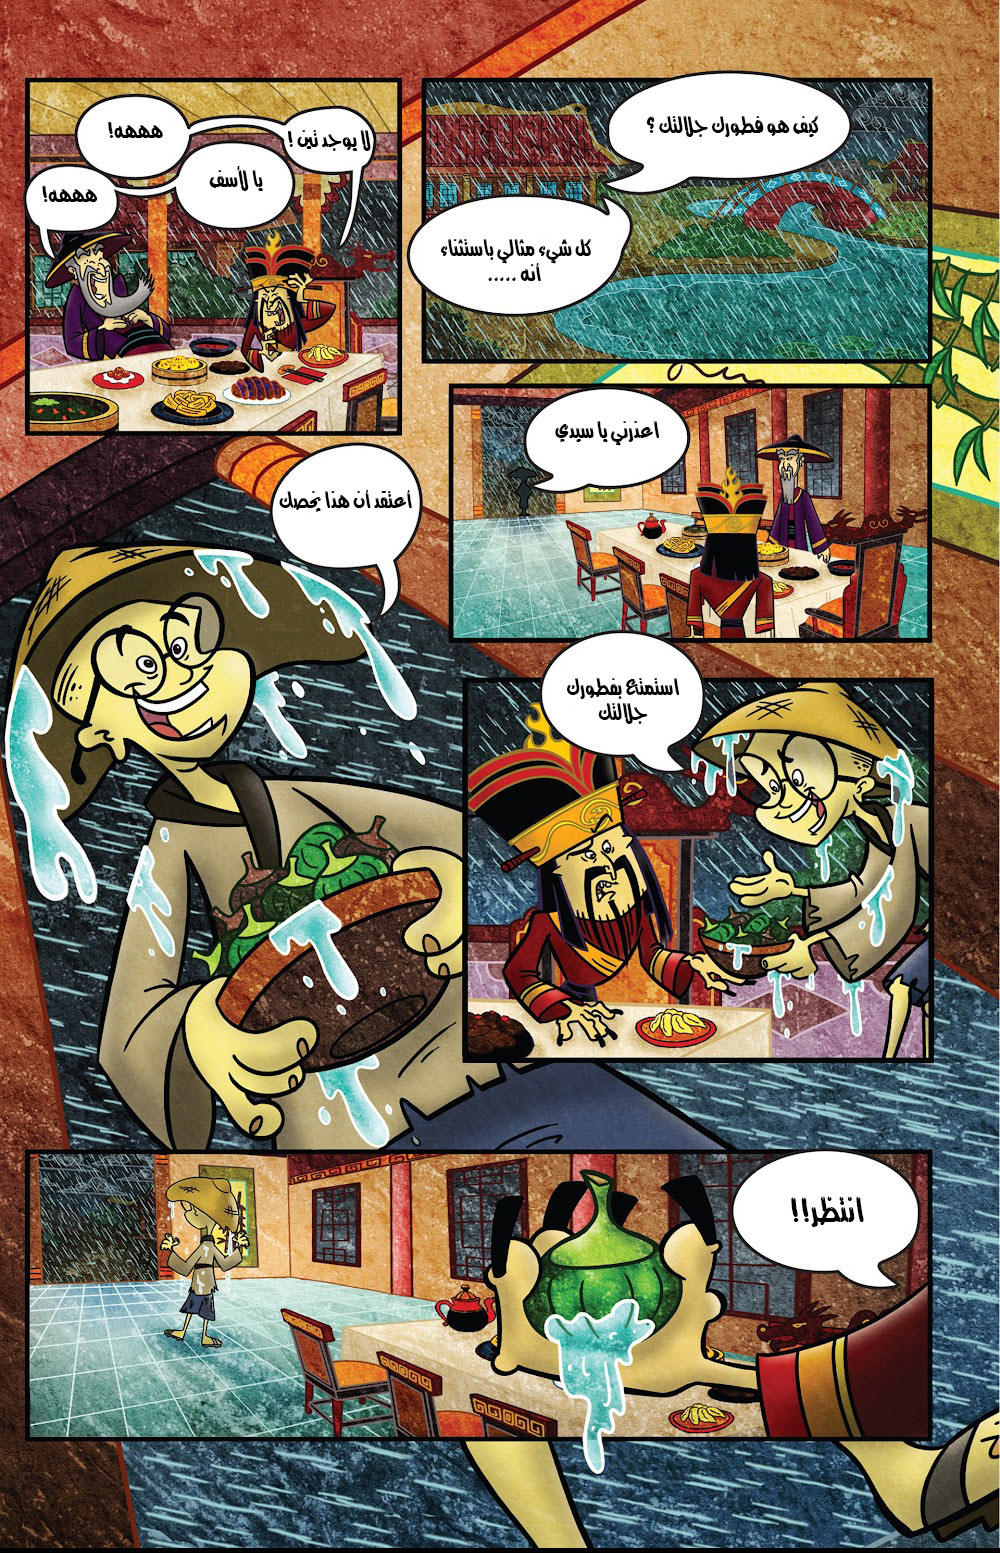 كيف هو فطورك جلالتك ؟
كل شيء مثالي باستثناء
أنه .....
لا يوجد تين !
هههه!
يا لأسف
هههه!
اعذرني يا سيدي
أعتقد أن هذا يخصك
استمتع بفطورك
جلالتك
انتظر!!